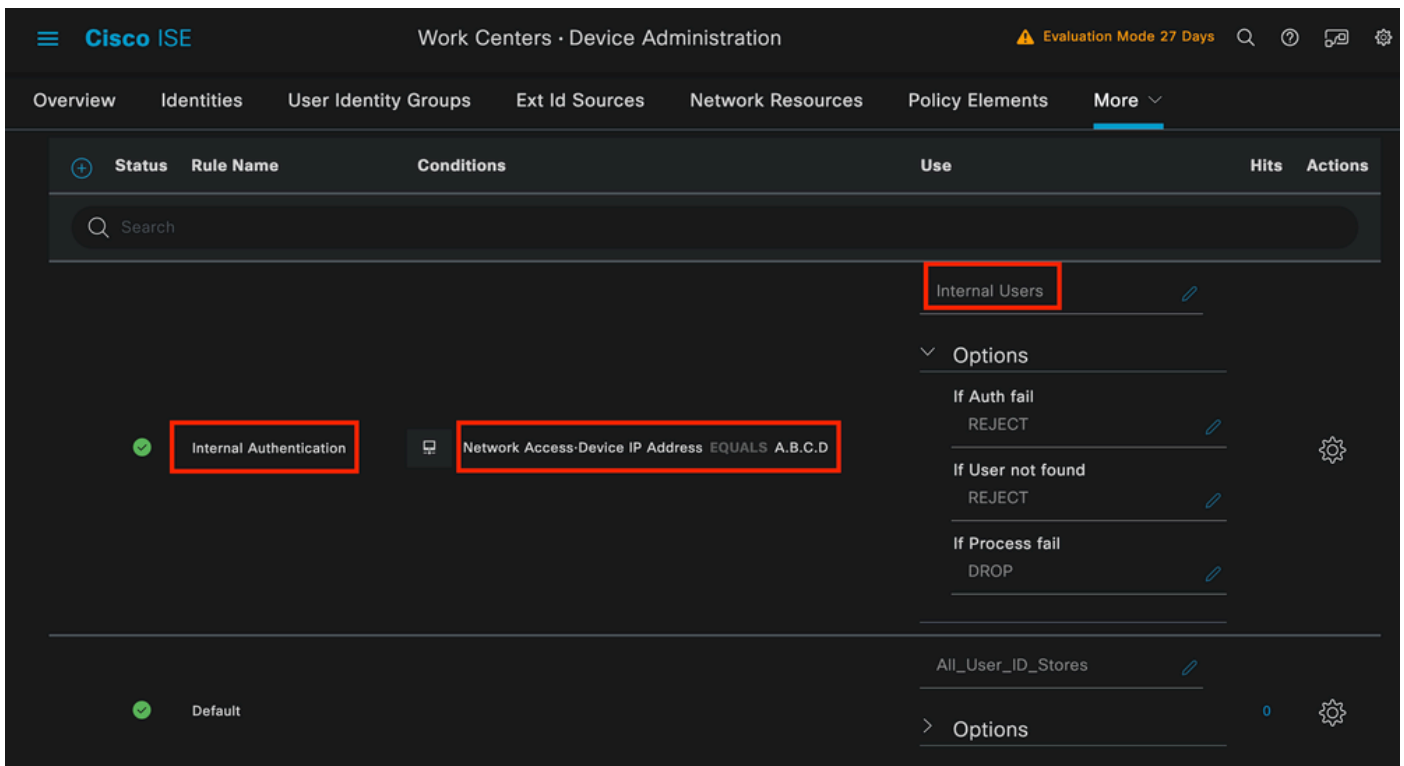 Cisco ISE
Work Centers · Device Administration
Evaluation Mode 27 Days
Overview Identities User Identity Groups Ext Id Sources Network Resources Policy Elements More
Status Rule Name Conditions Use Hits Actions
Search
Internal Users
Options
If Auth fail
REJECT
Internal Authentication
Network Access·Device IP Address EQUALS A.B.C.D
If User not found
REJECT
If Process fail
DROP
All_User_ID_Stores
Default
0
Options